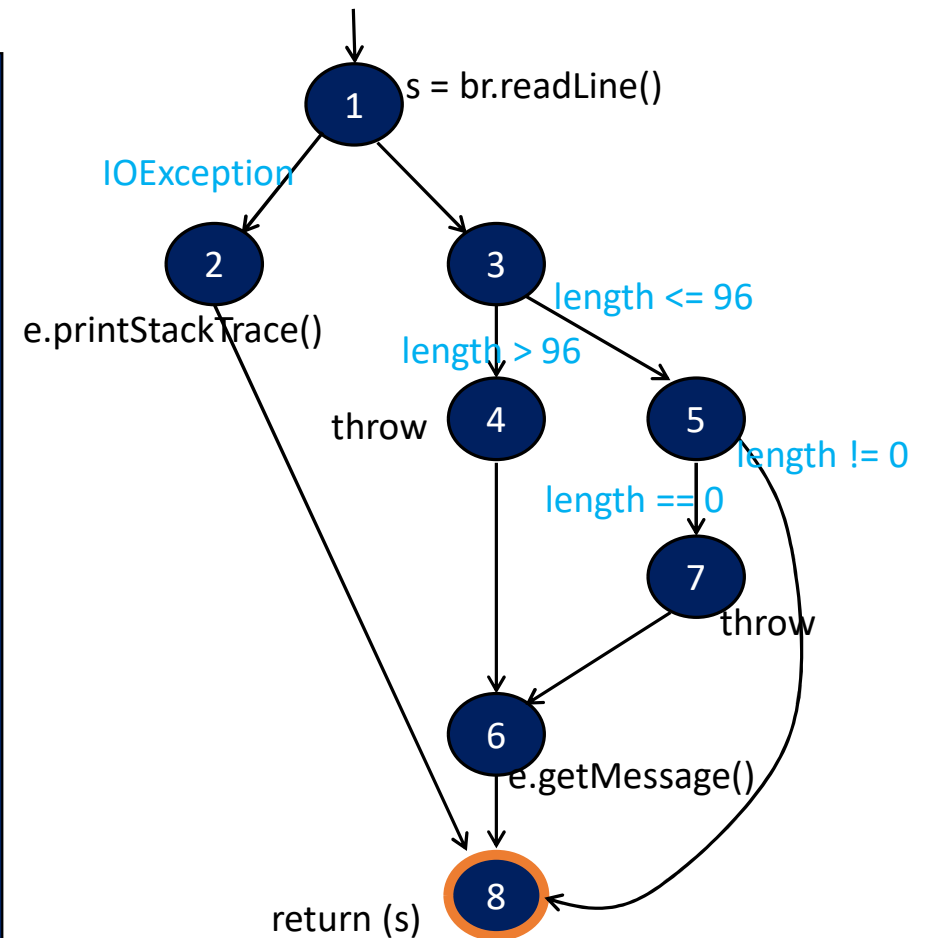 1
s = br.readLine()
IOException
2
3
length <= 96
e.printStackTrace()
length > 96
throw
4
5
length != 0
length == 0
7
throw
6
e.getMessage()
8
return (s)